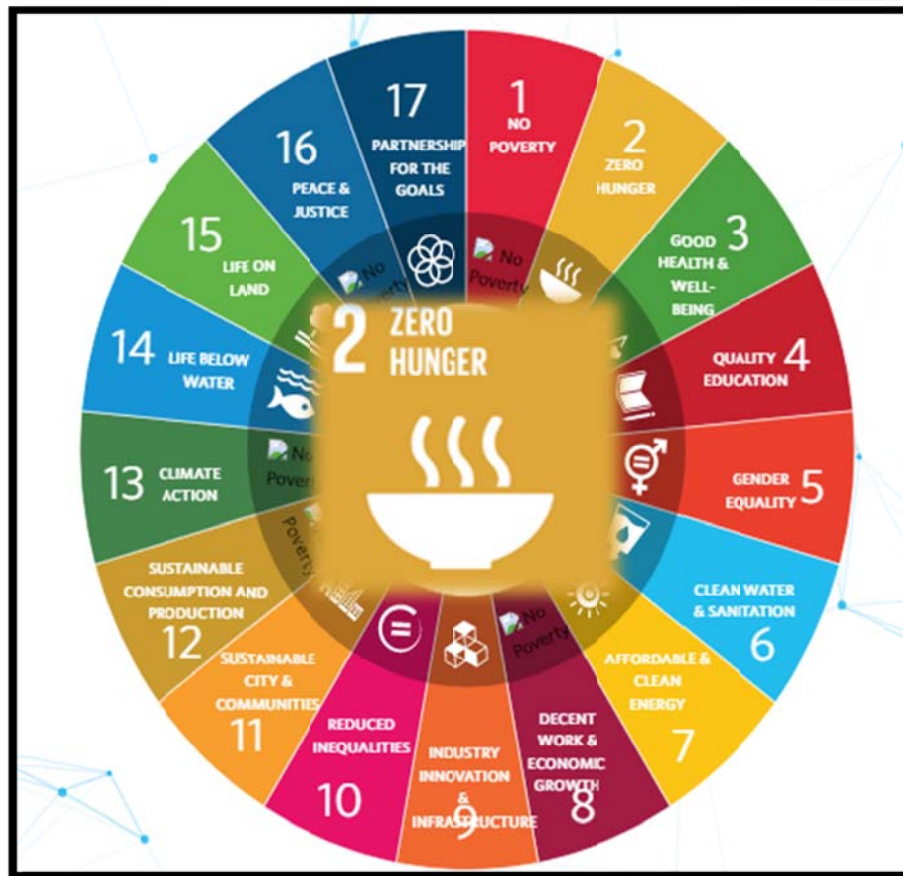 1
NO
POVERTY
2
ZERO
HUNGER
3
GOOD
HEALTH &
WELL-
BEING
4
QUALITY
EDUCATION
5
GENDER
EQUALITY
CLEAN WATER
& SANITATION
6
AFFORDABLE &
CLEAN
ENERGY
7
DECENT
WORK &
ECONOMIC
GROWTH
8
INDUSTRY
INNOVATION
&
INFRASTRUCTURE
9
REDUCED
INEQUALITIES
10
SUSTAINABLE
CITY &
COMMUNITIES
11
SUSTAINABLE
CONSUMPTION AND
PRODUCTION
12
13
CLIMATE
ACTION
14
LIFE BELOW
WATER
15
LIFE ON
LAND
16
PEACE &
JUSTICE
17
PARTNERSHIP
FOR THE
GOALS
No
Poverty
No
Poverty
Poverty
No
Poverty
No
Poverty
2 ZERO
HUNGER